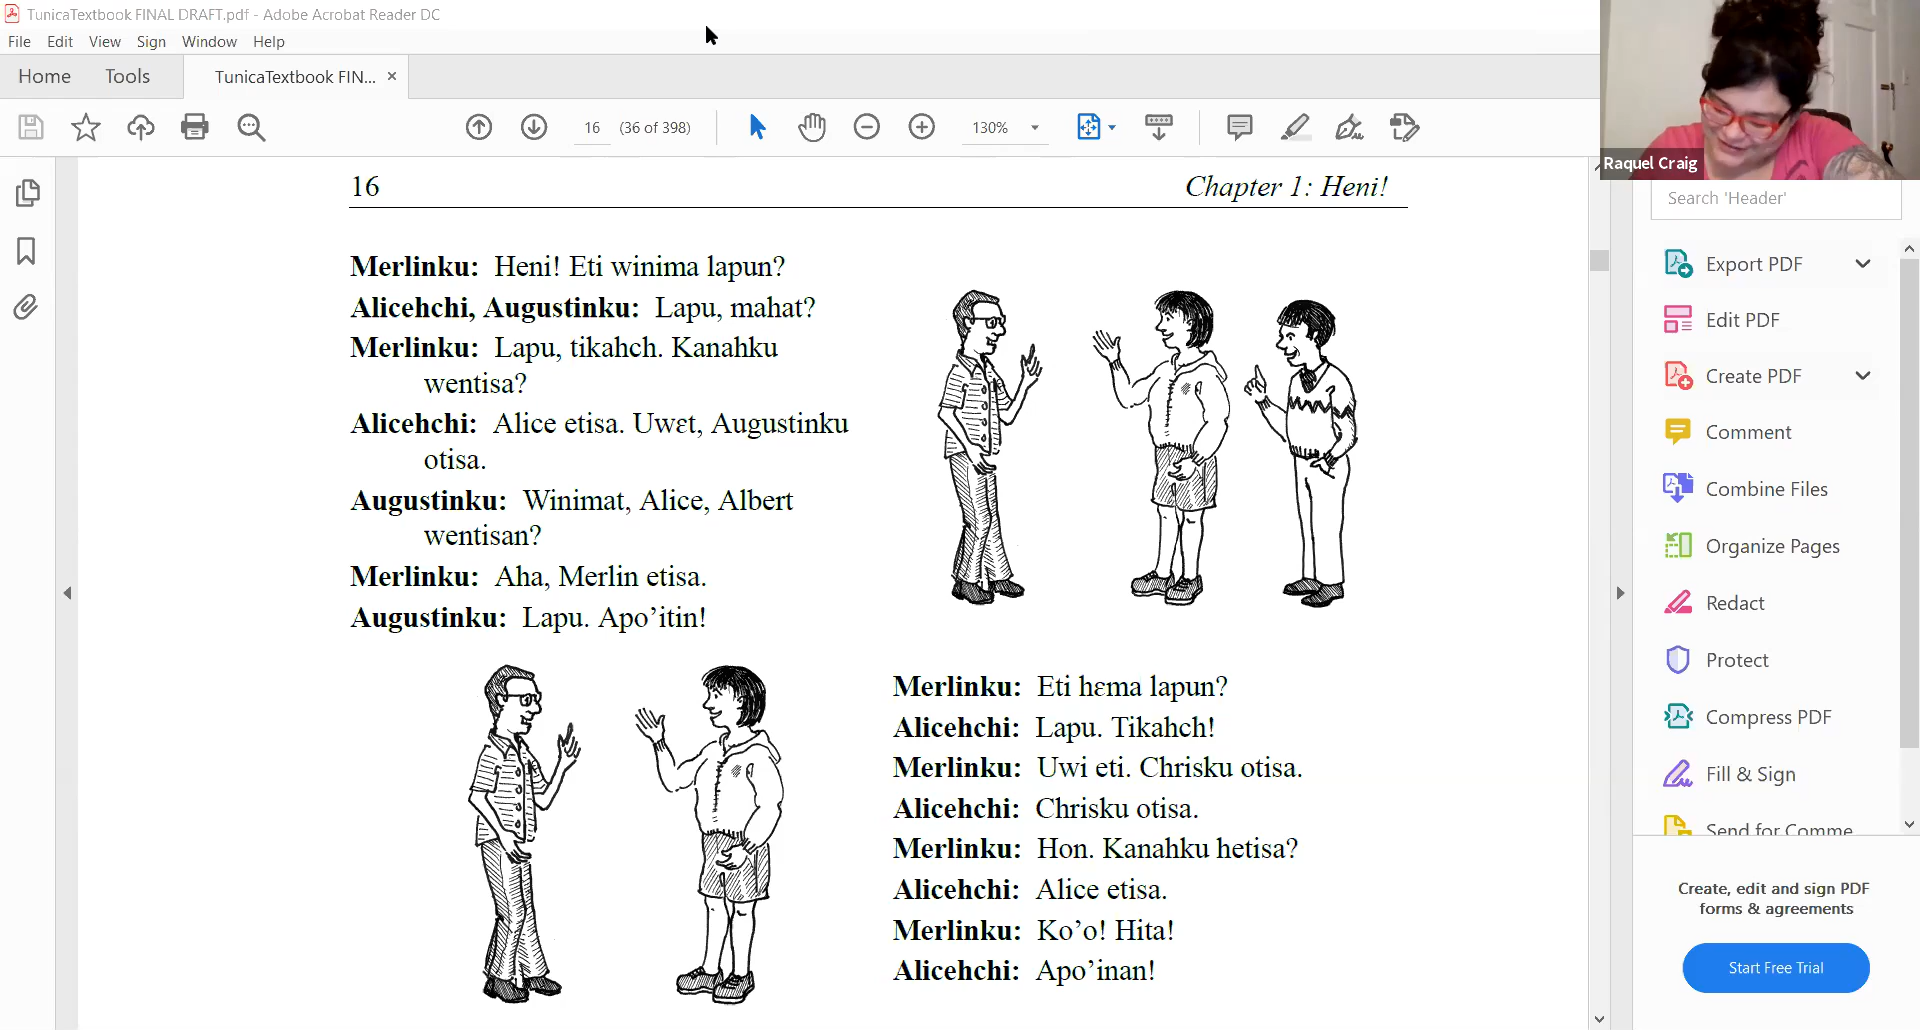 TunicaTextbook FINAL DRAFT.pdf - Adobe Acrobat Reader DC
File Edit View Sign Window Help
Home Tools TunicaTextbook FIN... ×
16 (36 of 398) 130%
Raquel Craig
16 Chapter 1: Heni!
Merlinku: Heni! Eti winima lapun?
Alicehchi, Augustinku: Lapu, mahat?
Merlinku: Lapu, tikahch. Kanahku
wentisa?
Alicehchi: Alice etisa. Uwɛt, Augustinku
otisa.
Augustinku: Winimat, Alice, Albert
wentisan?
Merlinku: Aha, Merlin etisa.
Augustinku: Lapu. Apo’itin!
Merlinku: Eti hɛma lapun?
Alicehchi: Lapu. Tikahch!
Merlinku: Uwi eti. Chrisku otisa.
Alicehchi: Chrisku otisa.
Merlinku: Hon. Kanahku hetisa?
Alicehchi: Alice etisa.
Merlinku: Ko’o! Hita!
Alicehchi: Apo’inan!
Search 'Header'
Export PDF
Edit PDF
Create PDF
Comment
Combine Files
Organize Pages
Redact
Protect
Compress PDF
Fill & Sign
Send for Comme
Create, edit and sign PDF
forms & agreements
Start Free Trial